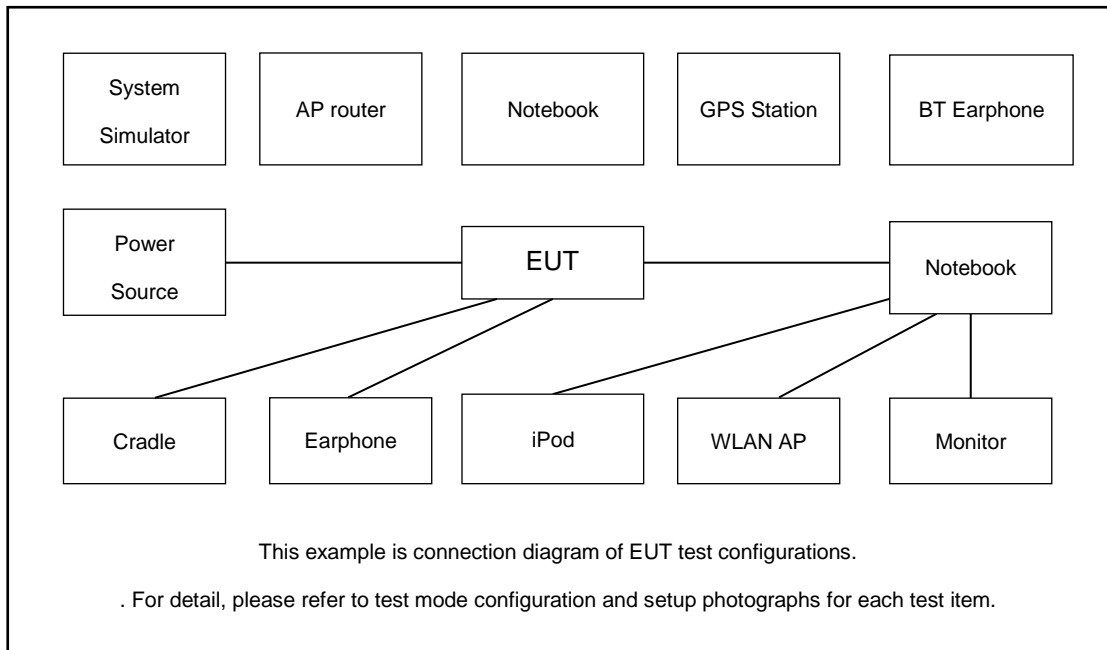 System
Simulator
AP router
Notebook
GPS Station
BT Earphone
Power
Source
EUT
Notebook
Cradle
Earphone
iPod
WLAN AP
Monitor
This example is connection diagram of EUT test configurations.
. For detail, please refer to test mode configuration and setup photographs for each test item.